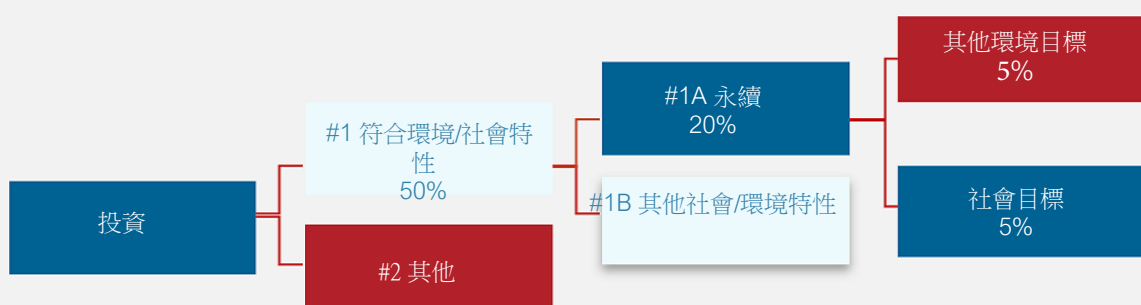 投資
#1 符合環境/社會特
性
50%
#2 其他
#1A 永續
20%
#1B 其他社會/環境特性
其他環境目標
5%
社會目標
5%